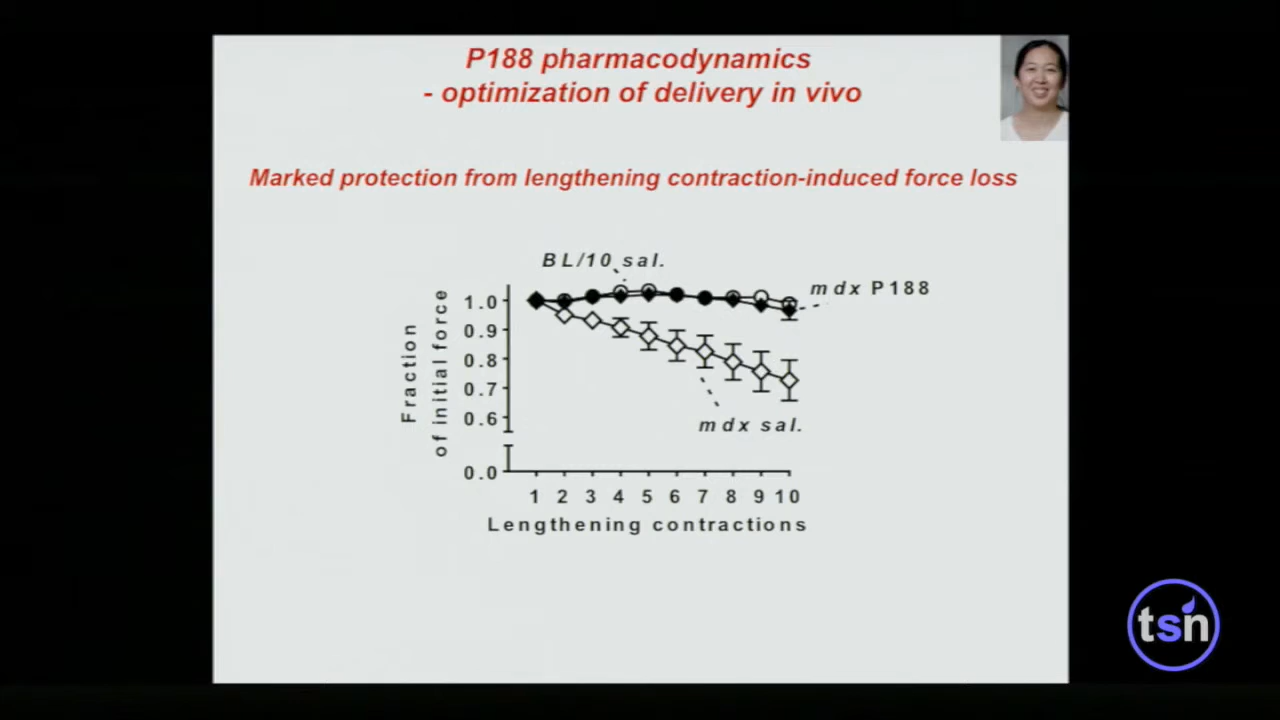 P188 pharmacodynamics
- optimization of delivery in vivo
Marked protection from lengthening contraction-induced force loss
BL/10 sal.
mdx P188
mdx sal.
Fraction
of initial force
1.0
0.9
0.8
0.7
0.6
0.0
1 2 3 4 5 6 7 8 9 10
Lengthening contractions
tsn